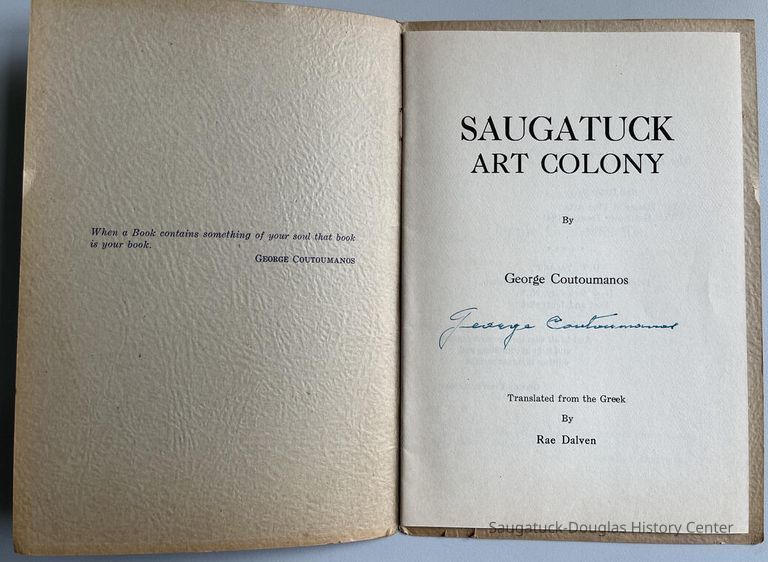 When a Book contains something of your soul that book
is your book.
GEORGE COUTOUMANOS
SAUGATUCK
ART COLONY
By
George Coutoumanos
George Coutoumanos
Translated from the Greek
By
Rae Dalven
Saugatuck-Douglas History Center